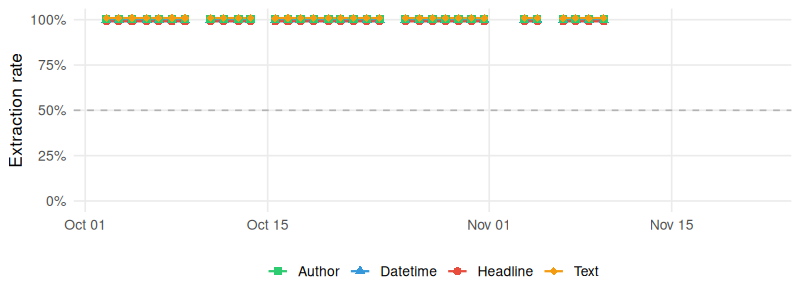 Extraction rate
100%
75%
50%
25%
0%
Oct 01 Oct 15 Nov 01 Nov 15
Author Datetime Headline Text